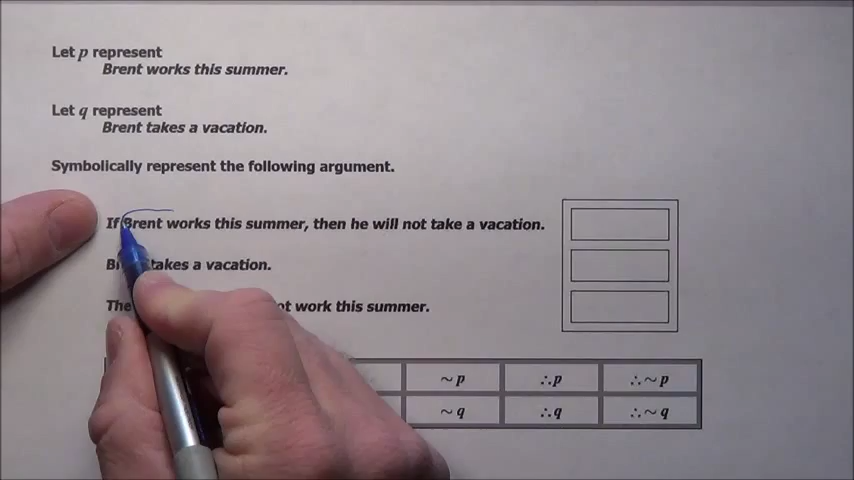 Let p represent
Brent works this summer.
Let q represent
Brent takes a vacation.
Symbolically represent the following argument.
If Brent works this summer, then he will not take a vacation.
takes a vacation.
work this summer.
~ p ∴ p ∴ ~ p
~ q ∴ q ∴ ~ q